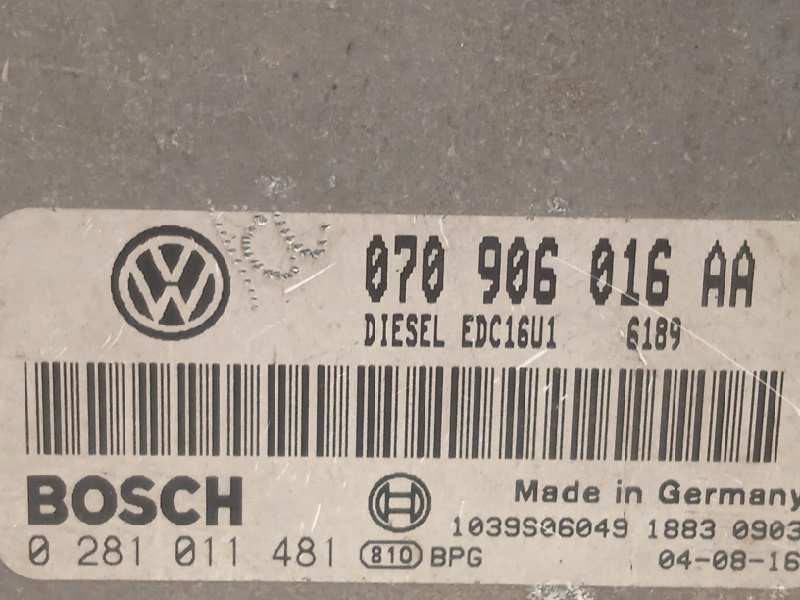 070 906 016 AA
DIESEL EDC16U1 6189
BOSCH
Made in Germany
1039S06049 1883 0903
0 281 011 481 810 BPG 04-08-16